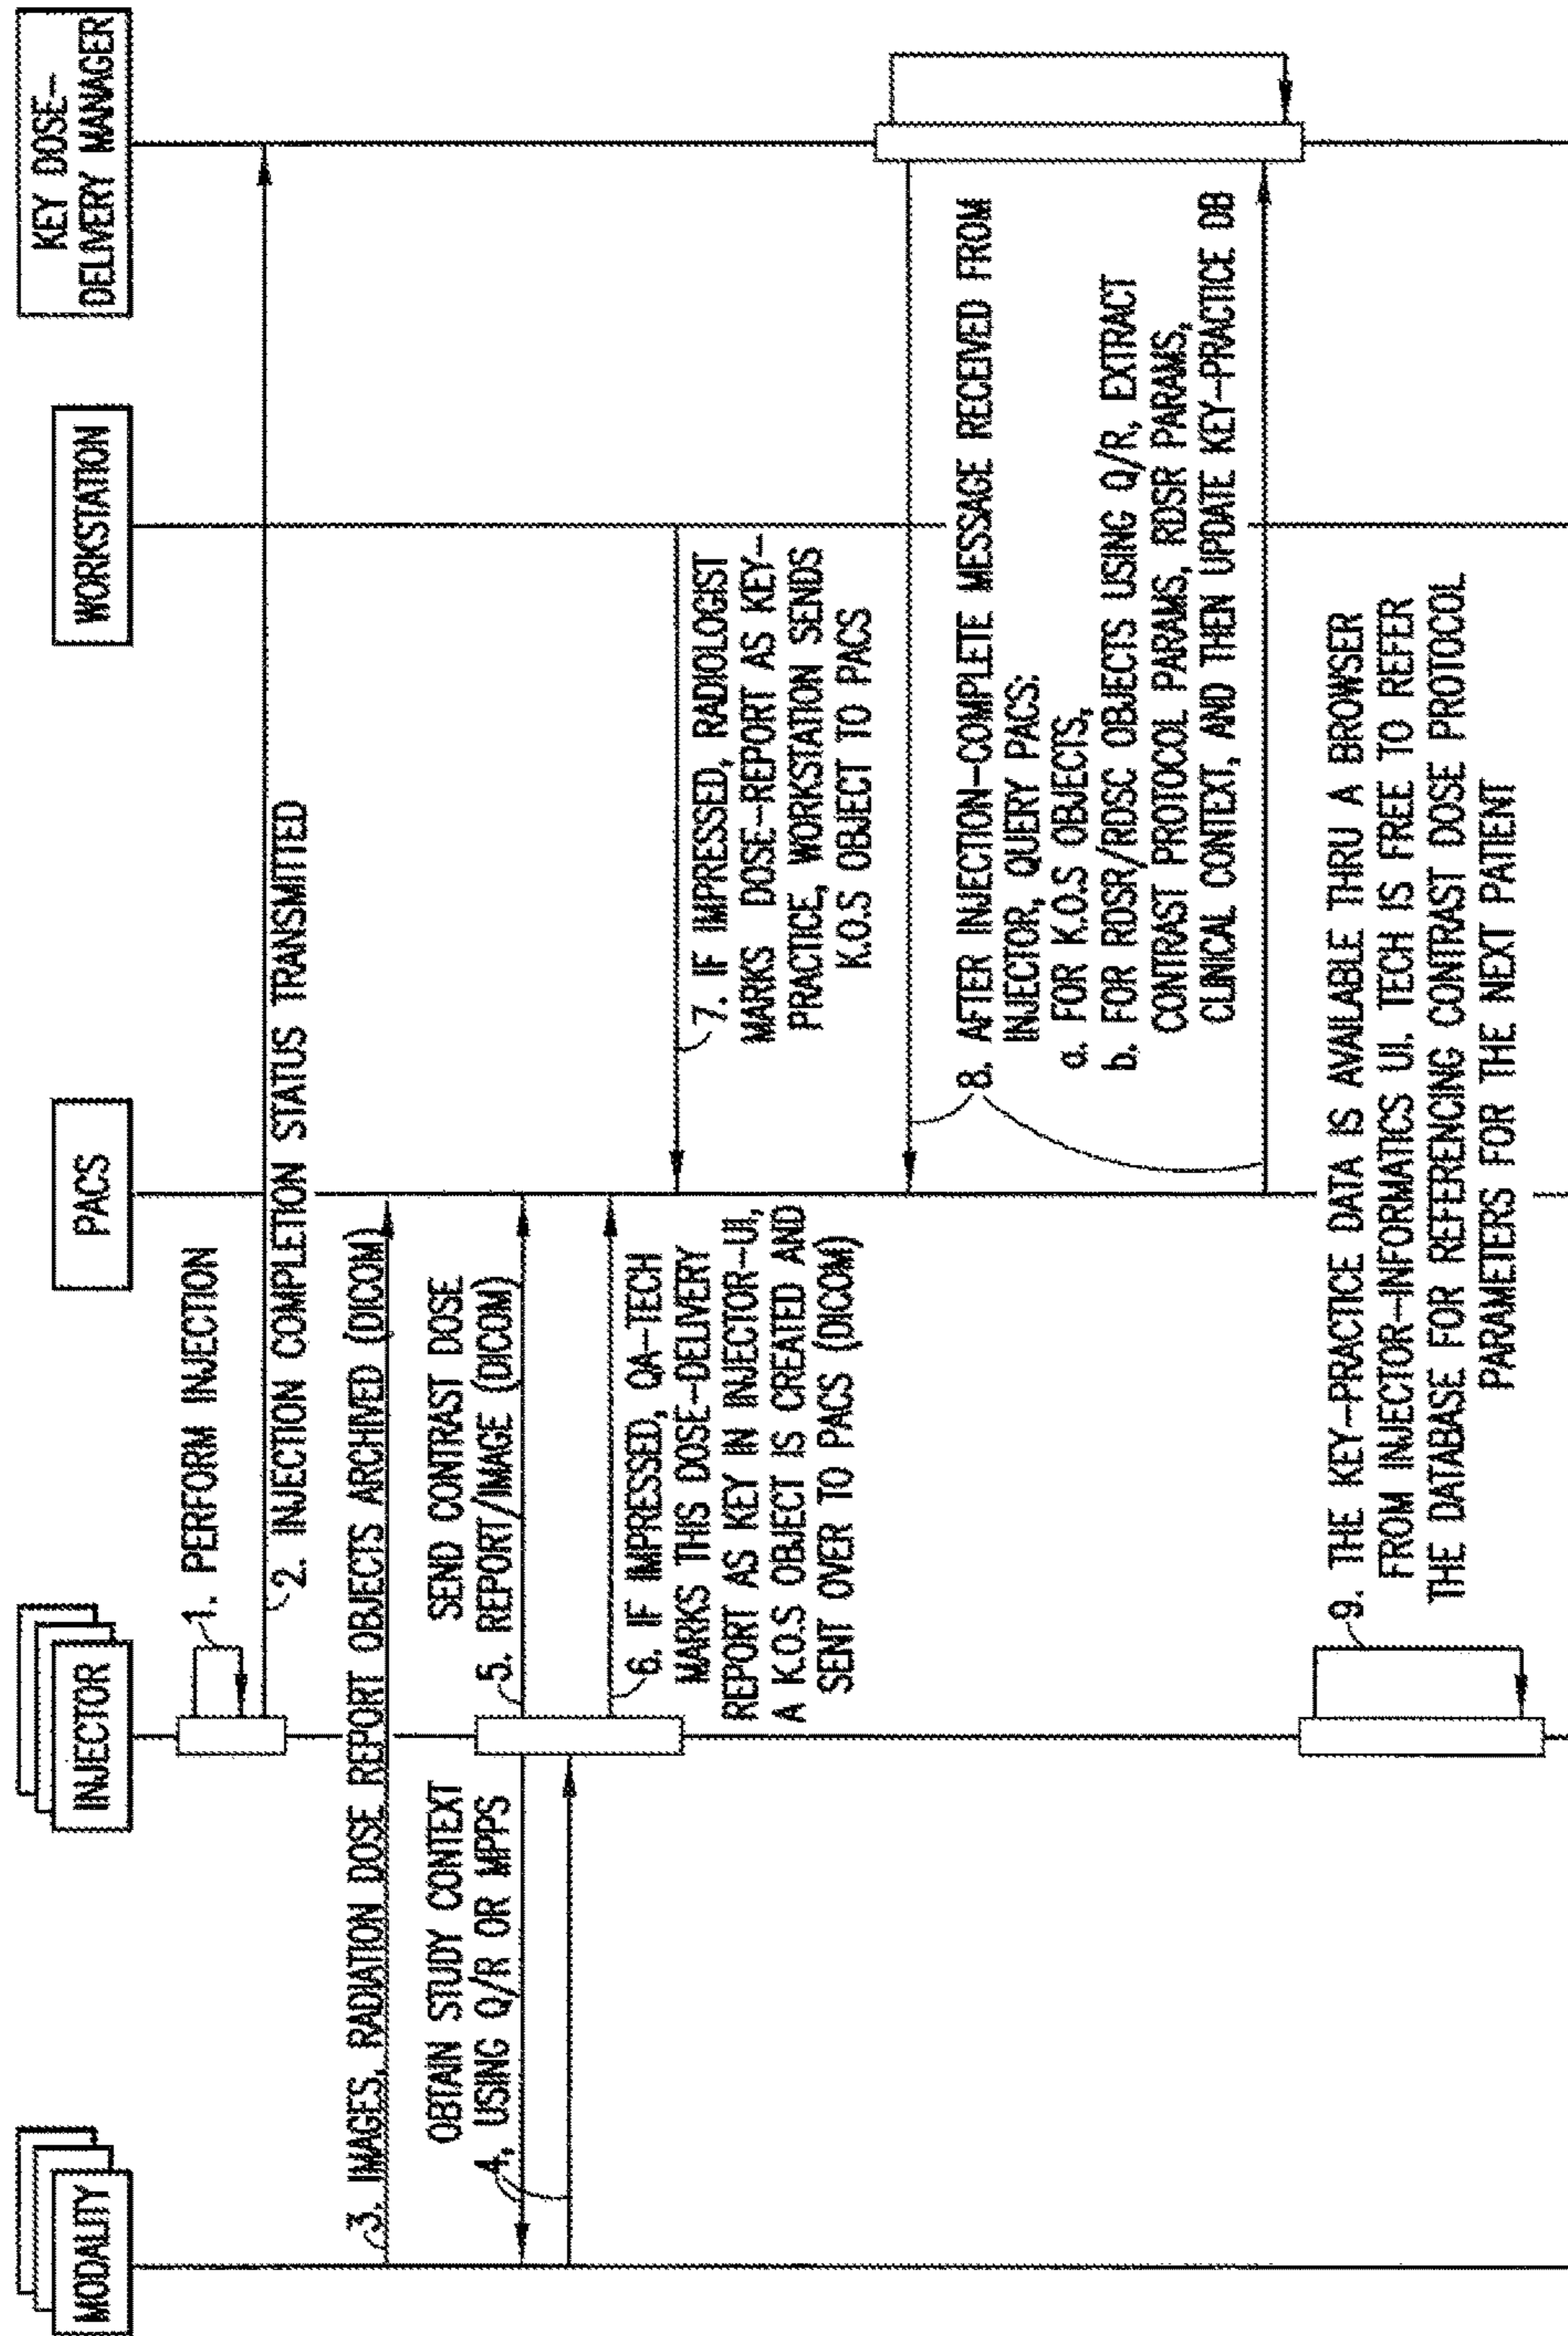 MODALITY
INJECTOR
PACS
WORKSTATION
KEY DOSE-
DELIVERY MANAGER
1. PERFORM INJECTION
2. INJECTION COMPLETION STATUS TRANSMITTED
3. IMAGES, RADIATION DOSE REPORT OBJECTS ARCHIVED (DICOM)
OBTAIN STUDY CONTEXT
4. USING Q/R OR MPPS
SEND CONTRAST DOSE
5. REPORT/IMAGE (DICOM)
6. IF IMPRESSED, QA-TECH
MARKS THIS DOSE-DELIVERY
REPORT AS KEY IN INJECTOR-UI,
A K.O.S OBJECT IS CREATED AND
SENT OVER TO PACS (DICOM)
7. IF IMPRESSED, RADIOLOGIST
MARKS DOSE-REPORT AS KEY-
PRACTICE, WORKSTATION SENDS
K.O.S OBJECT TO PACS
8. AFTER INJECTION-COMPLETE MESSAGE RECEIVED FROM
INJECTOR, QUERY PACS:
a. FOR K.O.S OBJECTS,
b. FOR RDSR/RDSC OBJECTS USING Q/R, EXTRACT
CONTRAST PROTOCOL PARAMS, RDSR PARAMS,
CLINICAL CONTEXT, AND THEN UPDATE KEY-PRACTICE DB
9. THE KEY-PRACTICE DATA IS AVAILABLE THRU A BROWSER
FROM INJECTOR-INFORMATICS UI. TECH IS FREE TO REFER
THE DATABASE FOR REFERENCING CONTRAST DOSE PROTOCOL
PARAMETERS FOR THE NEXT PATIENT